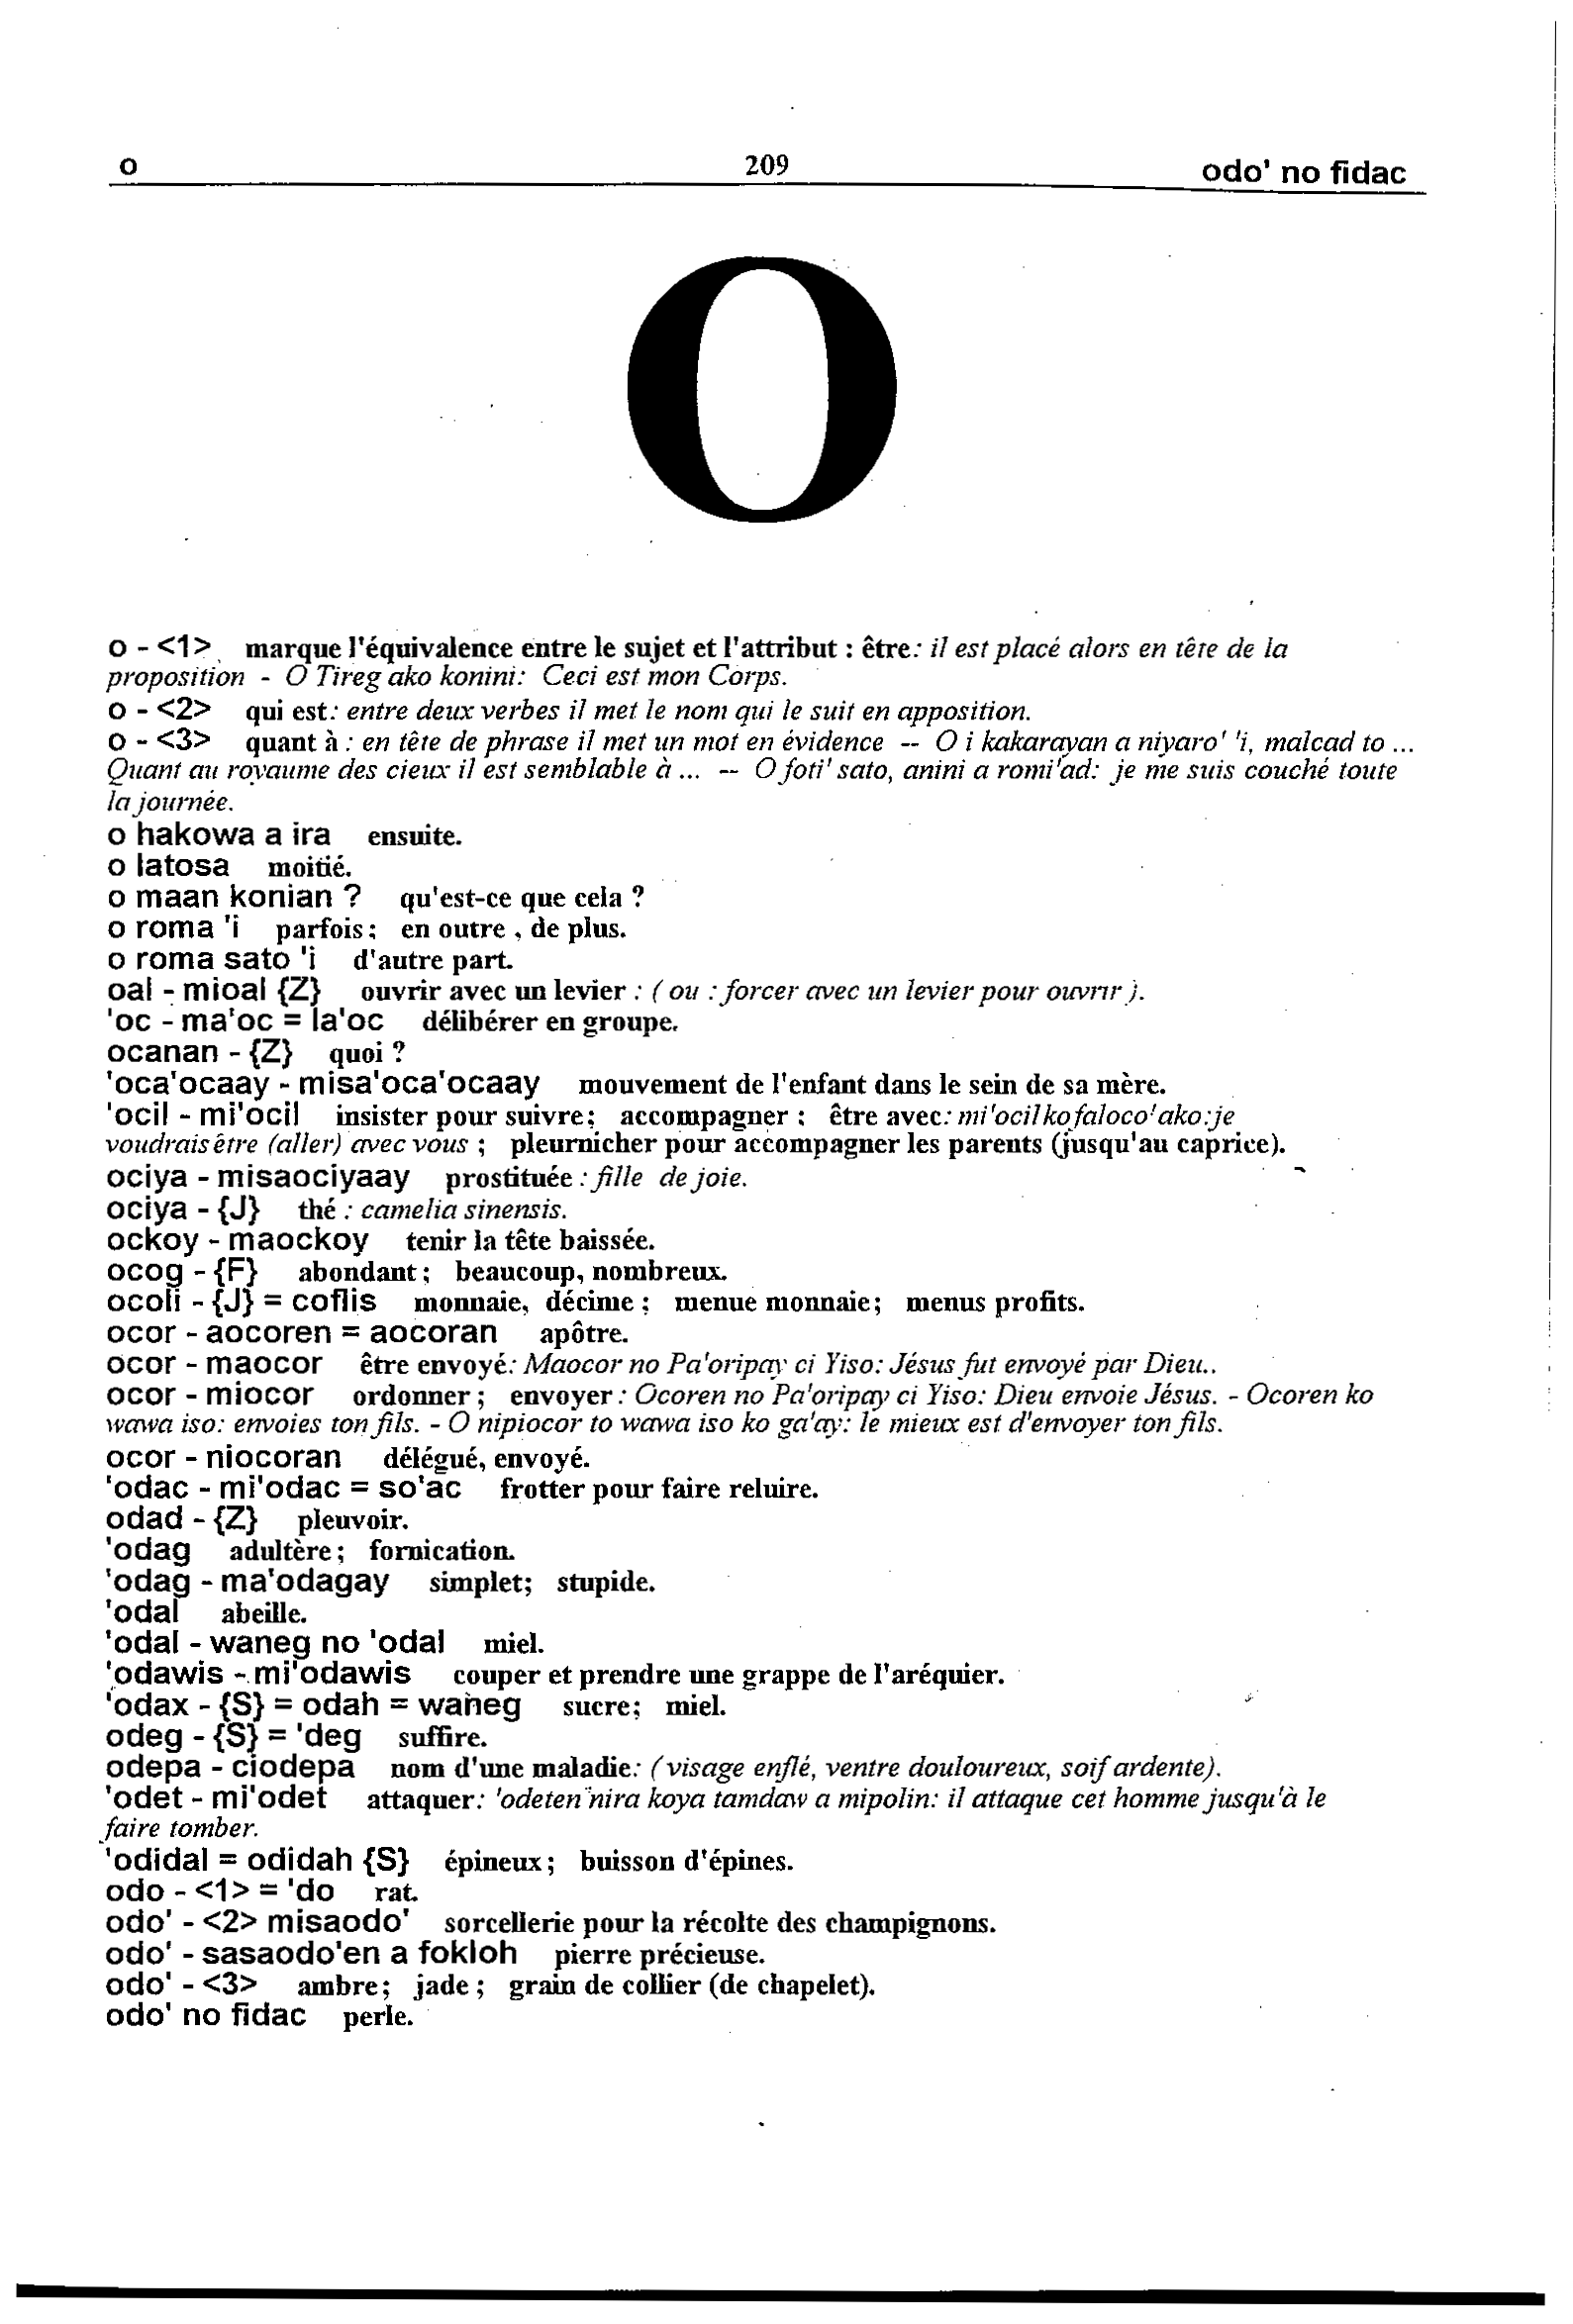 o 209 odo' no fidac
O
o - <1> marque l'équivalence entre le sujet et l'attribut : être: il est placé alors en tête de la
proposition - O Tireg ako konini: Ceci est mon Corps.
o - <2> qui est: entre deux verbes il met le nom qui le suit en apposition.
o - <3> quant à : en tête de phrase il met un mot en évidence -- O i kakarayan a niyaro' 'i, malcad to ...
Quant au royaume des cieux il est semblable à ... -- O foti' sato, anini a romi'ad: je me suis couché toute
la journée.
o hakowa a ira ensuite.
o latosa moitié.
o maan konian ? qu'est-ce que cela ?
o roma 'i parfois ; en outre , de plus.
o roma sato 'i d'autre part.
oal - mioal {Z} ouvrir avec un levier : ( ou : forcer avec un levier pour ouvrir ).
'oc - ma'oc = la'oc délibérer en groupe.
ocanan - {Z} quoi ?
'oca'ocaay - misa'oca'ocaay mouvement de l'enfant dans le sein de sa mère.
'ocil - mi'ocil insister pour suivre ; accompagner ; être avec: mi'ocil ko faloco' ako:je
voudrais être (aller) avec vous ; pleurnicher pour accompagner les parents (jusqu'au caprice).
ociya - misaociyaay prostituée : fille de joie.
ociya - {J} thé : camelia sinensis.
ockoy - maockoy tenir la tête baissée.
ocog - {F} abondant ; beaucoup, nombreux.
ocoli - {J} = coflis monnaie, décime ; menue monnaie ; menus profits.
ocor - aocoren = aocoran apôtre.
ocor - maocor être envoyé: Maocor no Pa'oripay ci Yiso: Jésus fut envoyé par Dieu..
ocor - miocor ordonner ; envoyer : Ocoren no Pa'oripay ci Yiso: Dieu envoie Jésus. - Ocoren ko
wawa iso: envoies ton fils. - O nipiocor to wawa iso ko ga'ay: le mieux est d'envoyer ton fils.
ocor - niocoran délégué, envoyé.
'odac - mi'odac = so'ac frotter pour faire reluire.
odad - {Z} pleuvoir.
'odag adultère ; fornication.
'odag - ma'odagay simplet; stupide.
'odal abeille.
'odal - waneg no 'odal miel.
'odawis - mi'odawis couper et prendre une grappe de l'aréquier.
'odax - {S} = odah = waneg sucre; miel.
odeg - {S} = 'deg suffire.
odepa - ciodepa nom d'une maladie: ( visage enflé, ventre douloureux, soif ardente).
'odet - mi'odet attaquer: 'odeten nira koya tamdaw a mipolin: il attaque cet homme jusqu'à le
faire tomber.
'odidal = odidah {S} épineux ; buisson d'épines.
odo - <1> = 'do rat.
odo' - <2> misaodo' sorcellerie pour la récolte des champignons.
odo' - sasaodo'en a fokloh pierre précieuse.
odo' - <3> ambre ; jade ; grain de collier (de chapelet).
odo' no fidac perle.